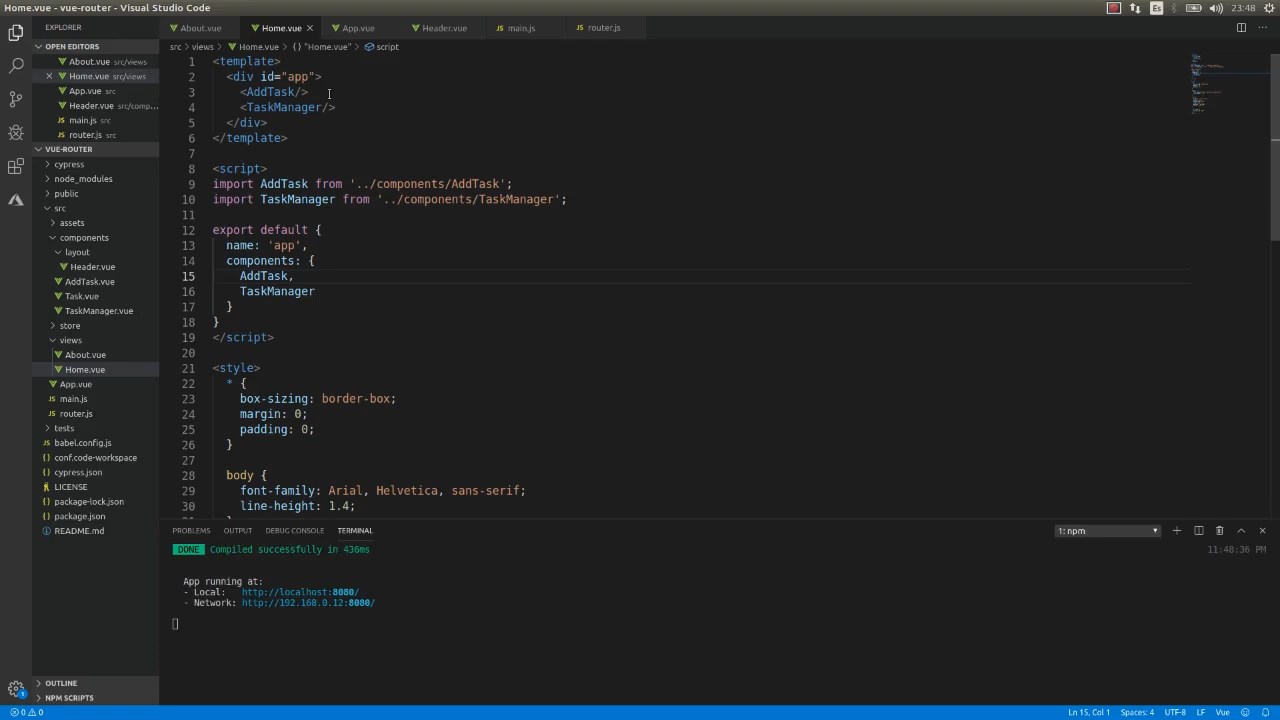 Home.vue - vue-router - Visual Studio Code
Es
23:48
EXPLORER
About.vue
Home.vue
App.vue
Header.vue
main.js
router.js
OPEN EDITORS
About.vue src/views
Home.vue src/views
App.vue src
Header.vue src/comp...
main.js src
router.js src
VUE-ROUTER
cypress
node_modules
public
src
assets
components
layout
Header.vue
AddTask.vue
Task.vue
TaskManager.vue
store
views
About.vue
Home.vue
App.vue
main.js
router.js
tests
babel.config.js
conf.code-workspace
cypress.json
LICENSE
package-lock.json
package.json
README.md
OUTLINE
NPM SCRIPTS
src > views > Home.vue > {} "Home.vue" > script
1 <template>
2 <div id="app">
3 <AddTask/>
4 <TaskManager/>
5 </div>
6 </template>
7
8 <script>
9 import AddTask from '../components/AddTask';
10 import TaskManager from '../components/TaskManager';
11
12 export default {
13 name: 'app',
14 components: {
15 AddTask,
16 TaskManager
17 }
18 }
19 </script>
20
21 <style>
22 * {
23 box-sizing: border-box;
24 margin: 0;
25 padding: 0;
26 }
27
28 body {
29 font-family: Arial, Helvetica, sans-serif;
30 line-height: 1.4;
PROBLEMS OUTPUT DEBUG CONSOLE TERMINAL 1: npm
DONE Compiled successfully in 436ms 11:48:36 PM
App running at:
- Local: http://localhost:8080/
- Network: http://192.168.0.12:8080/
1
0 0
Ln 15, Col 1 Spaces: 4 UTF-8 LF Vue